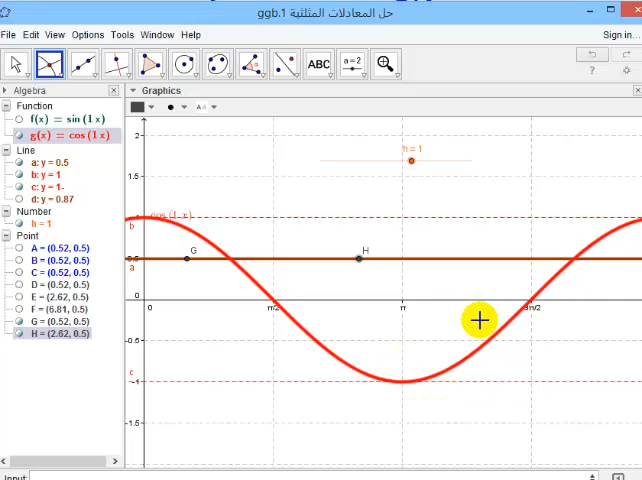 حل المعادلات المثلثية 1.ggb
File Edit View Options Tools Window Help
Sign in...
ABC
a = 2
?
Algebra
Graphics
Function
f(x) = sin (1 x)
g(x) = cos (1 x)
Line
a: y = 0.5
b: y = 1
c: y = 1-
d: y = 0.87
Number
h = 1
Point
A = (0.52, 0.5)
B = (0.52, 0.5)
C = (0.52, 0.5)
D = (0.52, 0.5)
E = (2.62, 0.5)
F = (6.81, 0.5)
G = (0.52, 0.5)
H = (2.62, 0.5)
AA
2
h = 1
1.5
1
cos (1 x)
b
G
H
0.5
a
0
0
π/2
π
3π/2
-0.5
c
-1
-1.5
Input: